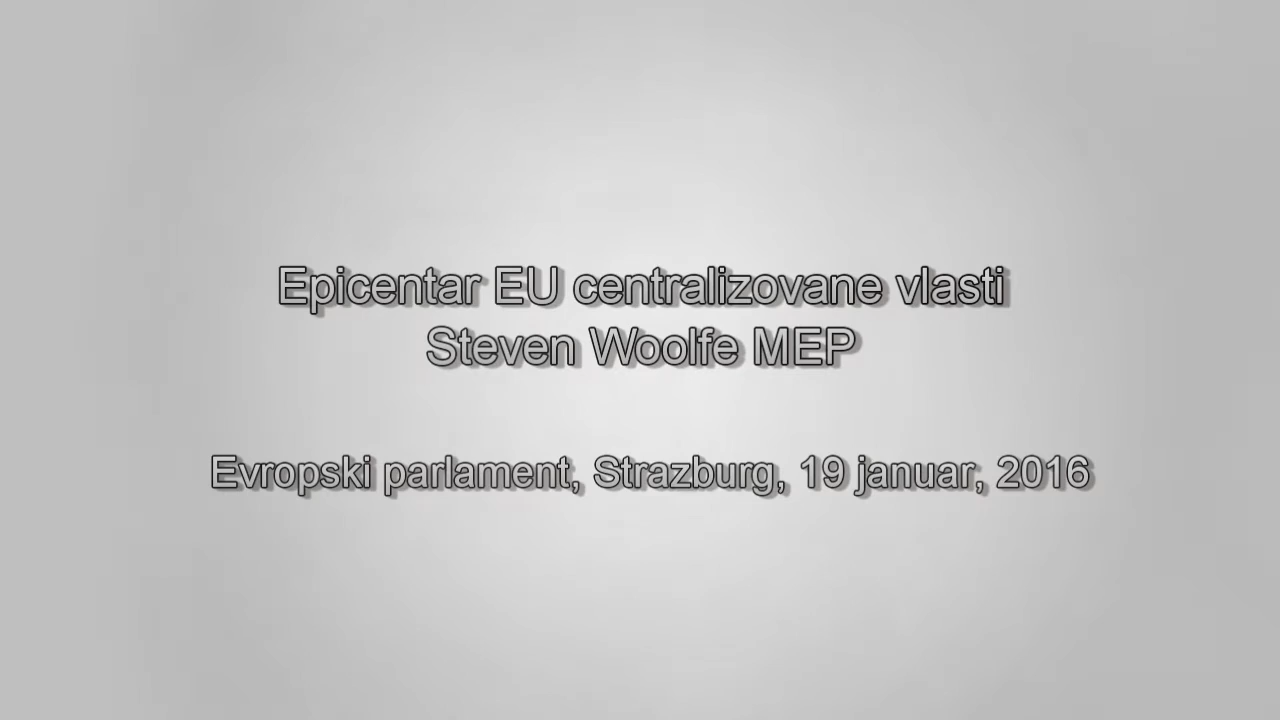 Epicentar EU centralizovane vlasti
Steven Woolfe MEP
Evropski parlament, Strazburg, 19 januar, 2016